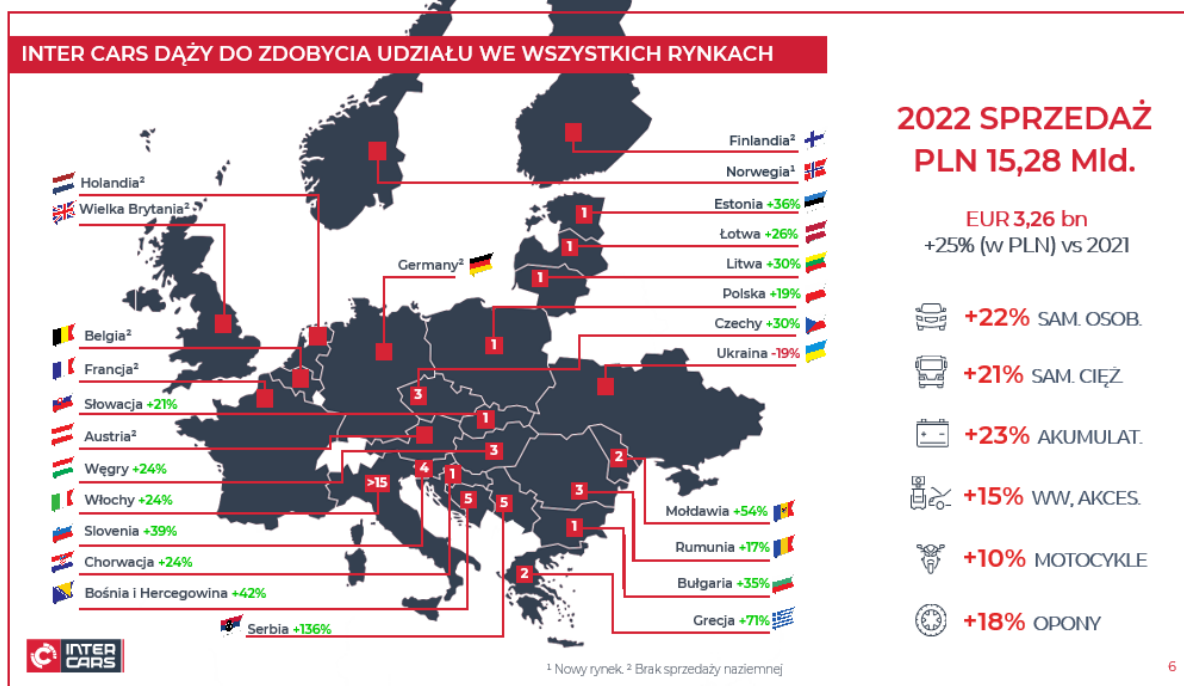 INTER CARS DĄŻY DO ZDOBYCIA UDZIAŁU WE WSZYSTKICH RYNKACH
Holandia²
Wielka Brytania²
Germany²
Belgia²
Francja²
Słowacja +21%
Austria²
Węgry +24%
Włochy +24%
Slovenia +39%
Chorwacja +24%
Bośnia i Hercegowina +42%
Serbia +136%
Finlandia²
Norwegia¹
Estonia +36%
Łotwa +26%
Litwa +30%
Polska +19%
Czechy +30%
Ukraina -19%
Mołdawia +54%
Rumunia +17%
Bułgaria +35%
Grecja +71%
1
1
1
1
3
1
3
2
4
1
>15
5
5
3
1
2
2022 SPRZEDAŻ
PLN 15,28 Mld.
EUR 3,26 bn
+25% (w PLN) vs 2021
+22% SAM. OSOB.
+21% SAM. CIĘŻ.
+23% AKUMULAT.
+15% WW, AKCES.
+10% MOTOCYKLE
+18% OPONY
INTER
CARS
¹ Nowy rynek. ² Brak sprzedaży naziemnej
6